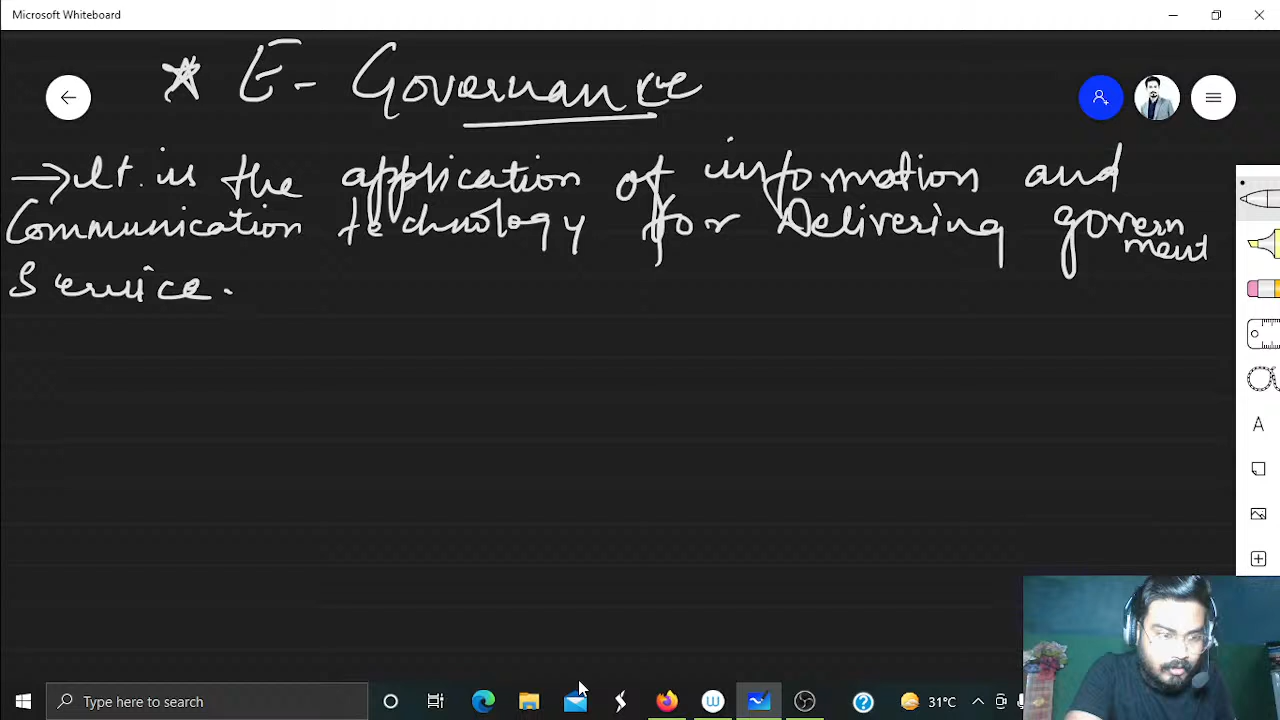 Microsoft Whiteboard
* E- Governance
→ It is the application of information and
Communication technology for Delivering government
Service.
A
Type here to search
31°C